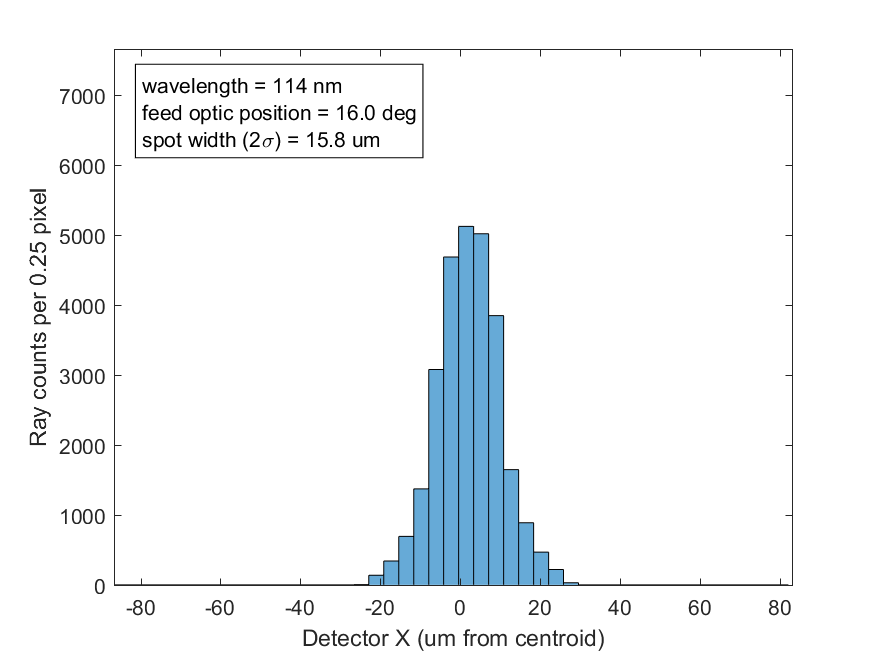 wavelength = 114 nm
feed optic position = 16.0 deg
spot width (2σ) = 15.8 um
7000
6000
5000
4000
3000
2000
1000
0
Ray counts per 0.25 pixel
-80 -60 -40 -20 0 20 40 60 80
Detector X (um from centroid)